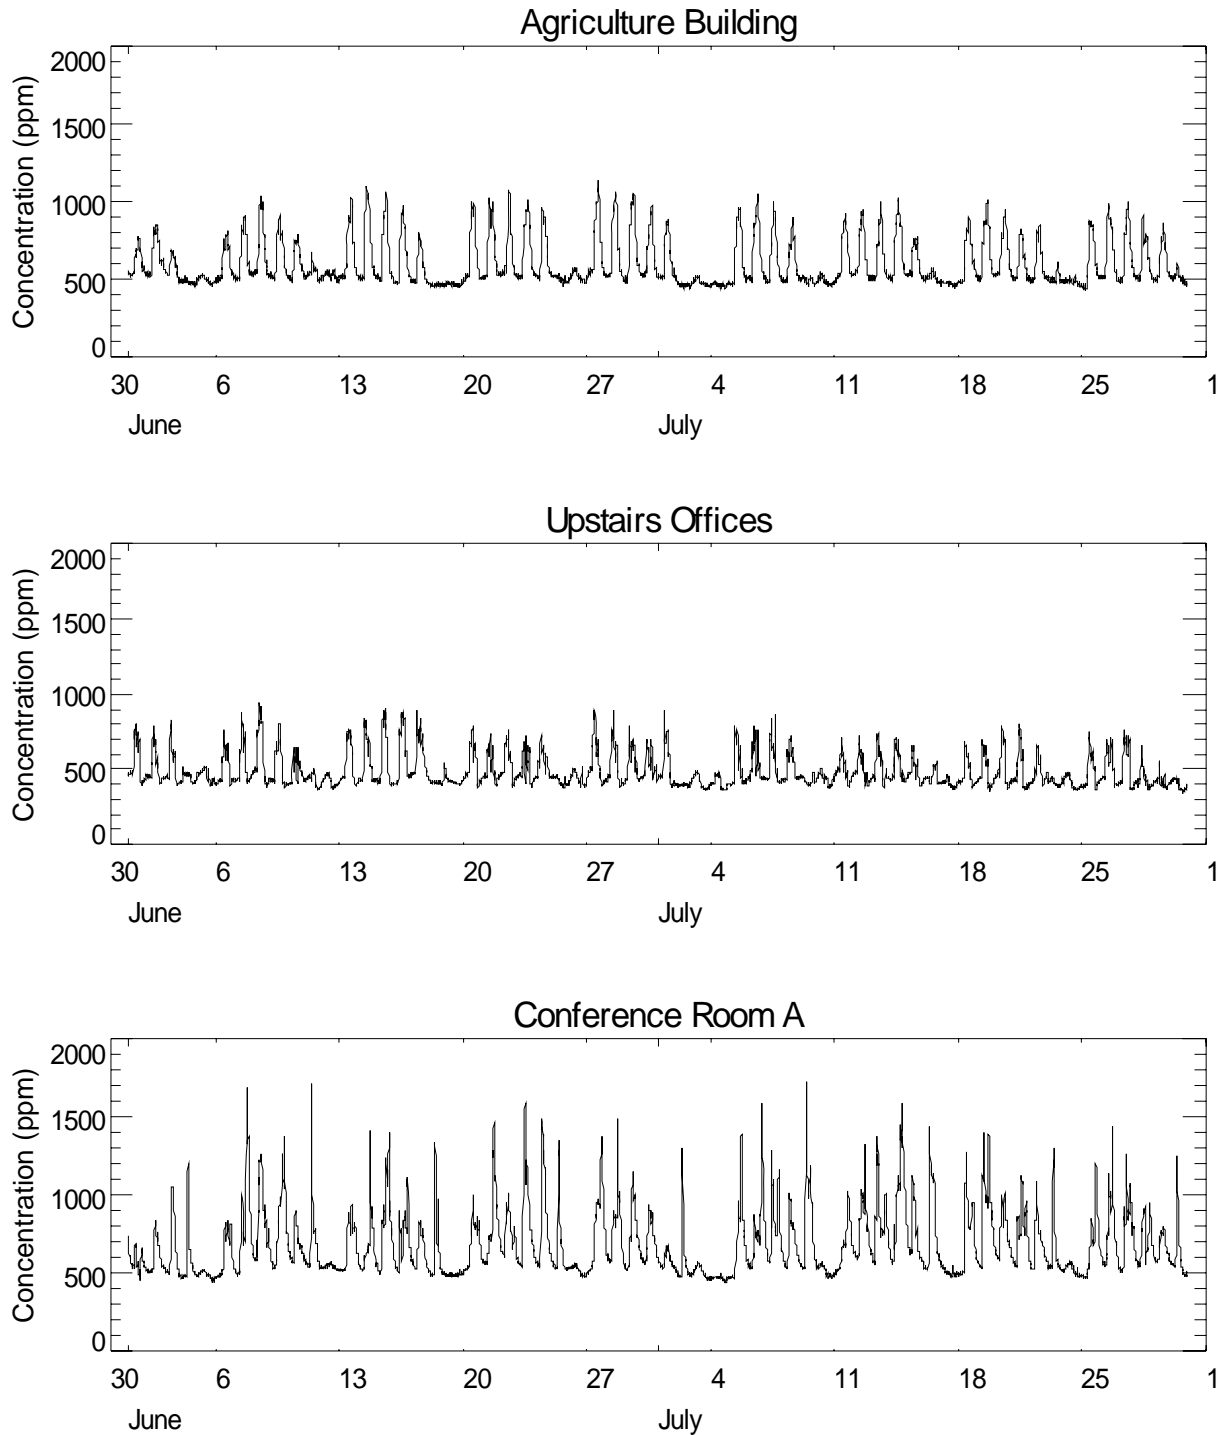 Agriculture Building
Concentration (ppm)
2000
1500
1000
500
0
30 6 13 20 27 4 11 18 25 1
June July
Upstairs Offices
Concentration (ppm)
2000
1500
1000
500
0
30 6 13 20 27 4 11 18 25 1
June July
Conference Room A
Concentration (ppm)
2000
1500
1000
500
0
30 6 13 20 27 4 11 18 25 1
June July